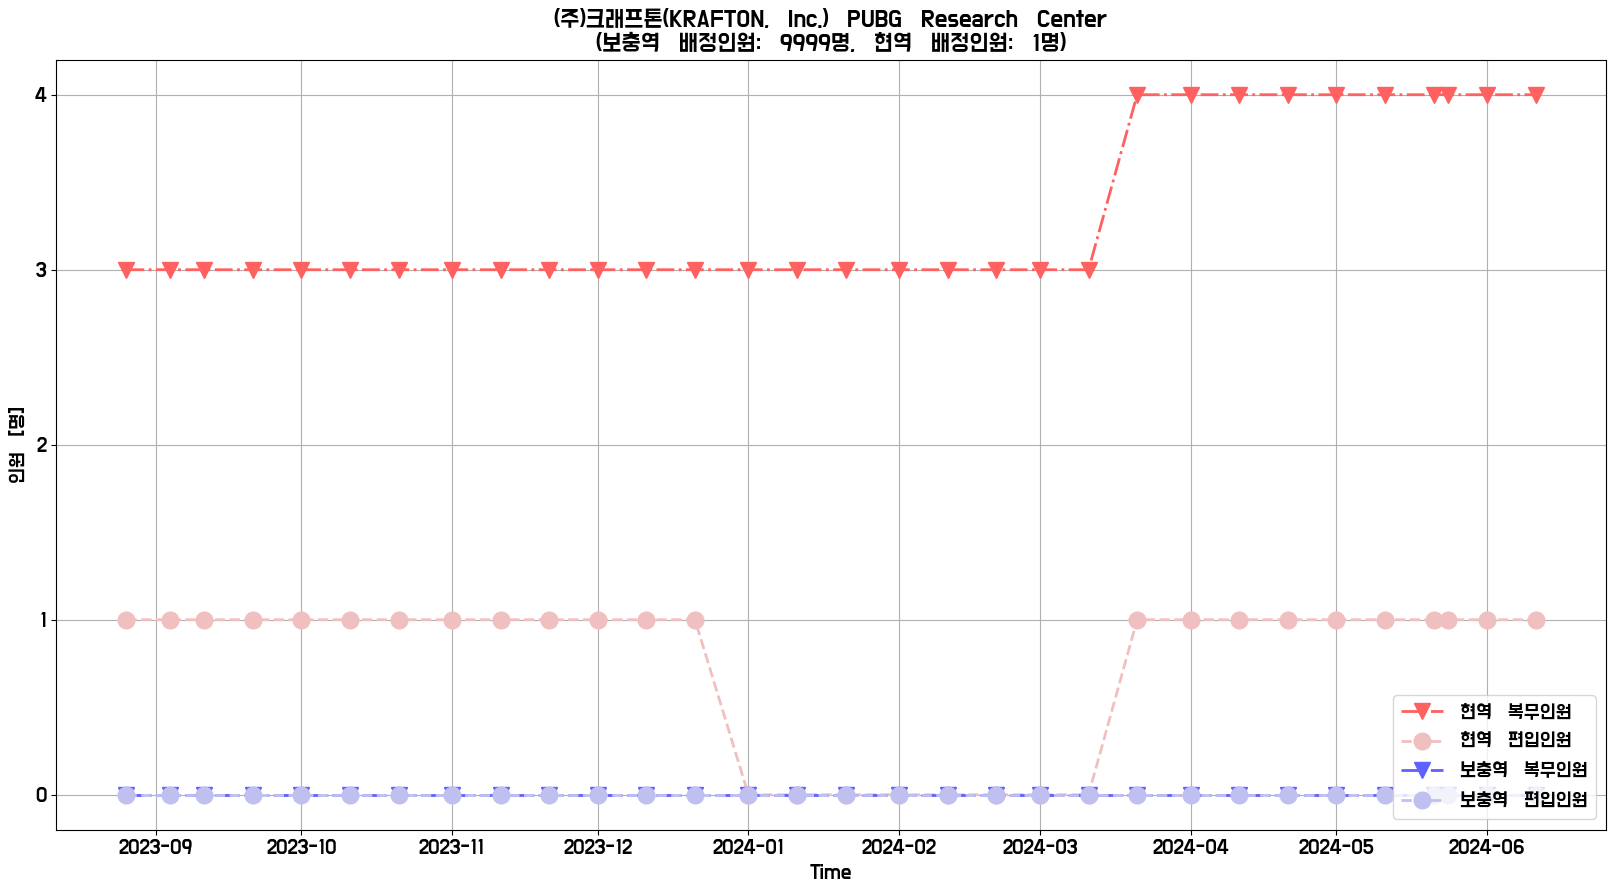 (주)크래프톤(KRAFTON, Inc.) PUBG Research Center
(보충역 배정인원: 9999명, 현역 배정인원: 1명)
4
3
2
1
0
인원 [명]
현역 복무인원
현역 편입인원
보충역 복무인원
보충역 편입인원
2023-09 2023-10 2023-11 2023-12 2024-01 2024-02 2024-03 2024-04 2024-05 2024-06
Time